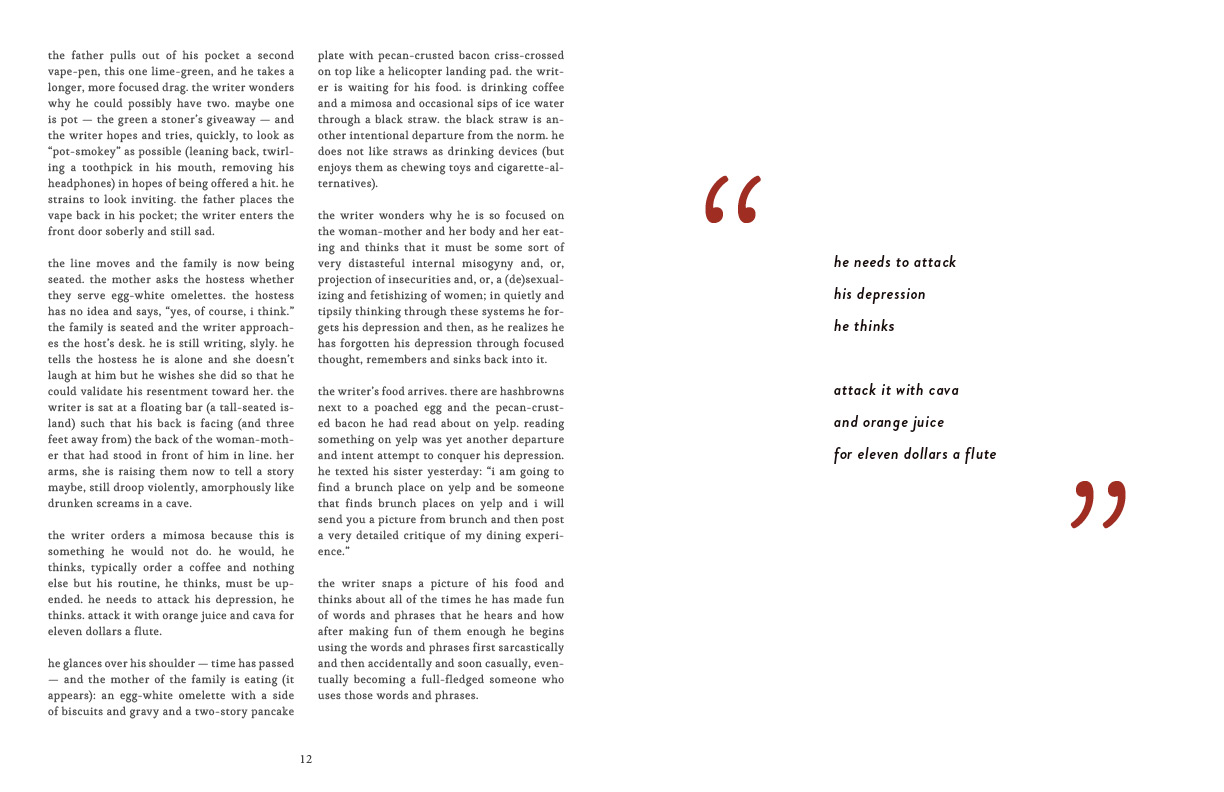 the father pulls out of his pocket a second
vape-pen, this one lime-green, and he takes a
longer, more focused drag. the writer wonders
why he could possibly have two. maybe one
is pot — the green a stoner's giveaway — and
the writer hopes and tries, quickly, to look as
“pot-smokey” as possible (leaning back, twirl-
ing a toothpick in his mouth, removing his
headphones) in hopes of being offered a hit. he
strains to look inviting. the father places the
vape back in his pocket; the writer enters the
front door soberly and still sad.
the line moves and the family is now being
seated. the mother asks the hostess whether
they serve egg-white omelettes. the hostess
has no idea and says, “yes, of course, i think.”
the family is seated and the writer approach-
es the host's desk. he is still writing, slyly. he
tells the hostess he is alone and she doesn't
laugh at him but he wishes she did so that he
could validate his resentment toward her. the
writer is sat at a floating bar (a tall-seated is-
land) such that his back is facing (and three
feet away from) the back of the woman-moth-
er that had stood in front of him in line. her
arms, she is raising them now to tell a story
maybe, still droop violently, amorphously like
drunken screams in a cave.
the writer orders a mimosa because this is
something he would not do. he would, he
thinks, typically order a coffee and nothing
else but his routine, he thinks, must be up-
ended. he needs to attack his depression, he
thinks. attack it with orange juice and cava for
eleven dollars a flute.
he glances over his shoulder — time has passed
— and the mother of the family is eating (it
appears): an egg-white omelette with a side
of biscuits and gravy and a two-story pancake
plate with pecan-crusted bacon criss-crossed
on top like a helicopter landing pad. the writ-
er is waiting for his food. is drinking coffee
and a mimosa and occasional sips of ice water
through a black straw. the black straw is an-
other intentional departure from the norm. he
does not like straws as drinking devices (but
enjoys them as chewing toys and cigarette-al-
ternatives).
the writer wonders why he is so focused on
the woman-mother and her body and her eat-
ing and thinks that it must be some sort of
very distasteful internal misogyny and, or,
projection of insecurities and, or, a (de)sexual-
izing and fetishizing of women; in quietly and
tipsily thinking through these systems he for-
gets his depression and then, as he realizes he
has forgotten his depression through focused
thought, remembers and sinks back into it.
the writer's food arrives. there are hashbrowns
next to a poached egg and the pecan-crust-
ed bacon he had read about on yelp. reading
something on yelp was yet another departure
and intent attempt to conquer his depression.
he texted his sister yesterday: “i am going to
find a brunch place on yelp and be someone
that finds brunch places on yelp and i will
send you a picture from brunch and then post
a very detailed critique of my dining experi-
ence.”
the writer snaps a picture of his food and
thinks about all of the times he has made fun
of words and phrases that he hears and how
after making fun of them enough he begins
using the words and phrases first sarcastically
and then accidentally and soon casually, even-
tually becoming a full-fledged someone who
uses those words and phrases.
12
“
he needs to attack
his depression
he thinks
attack it with cava
and orange juice
for eleven dollars a flute
”